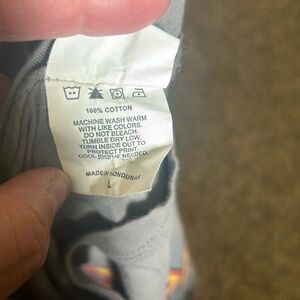 100% COTTON
MACHINE WASH WARM
WITH LIKE COLORS.
DO NOT BLEACH.
TUMBLE DRY LOW.
TURN INSIDE OUT TO
PROTECT PRINT.
COOL IRON IF NEEDED.
MADE IN HONDURAS
L